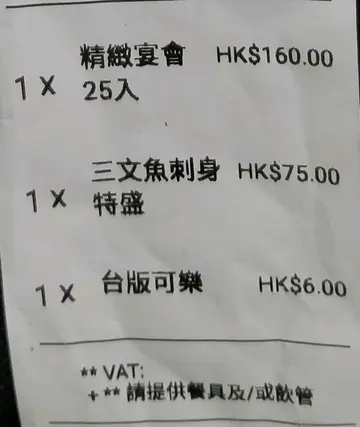 精緻宴會 HK$160.00
1 X 25入
三文魚刺身 HK$75.00
1 X 特盛
台版可樂 HK$6.00
1 X
** VAT:
+ ** 請提供餐具及/或飲管